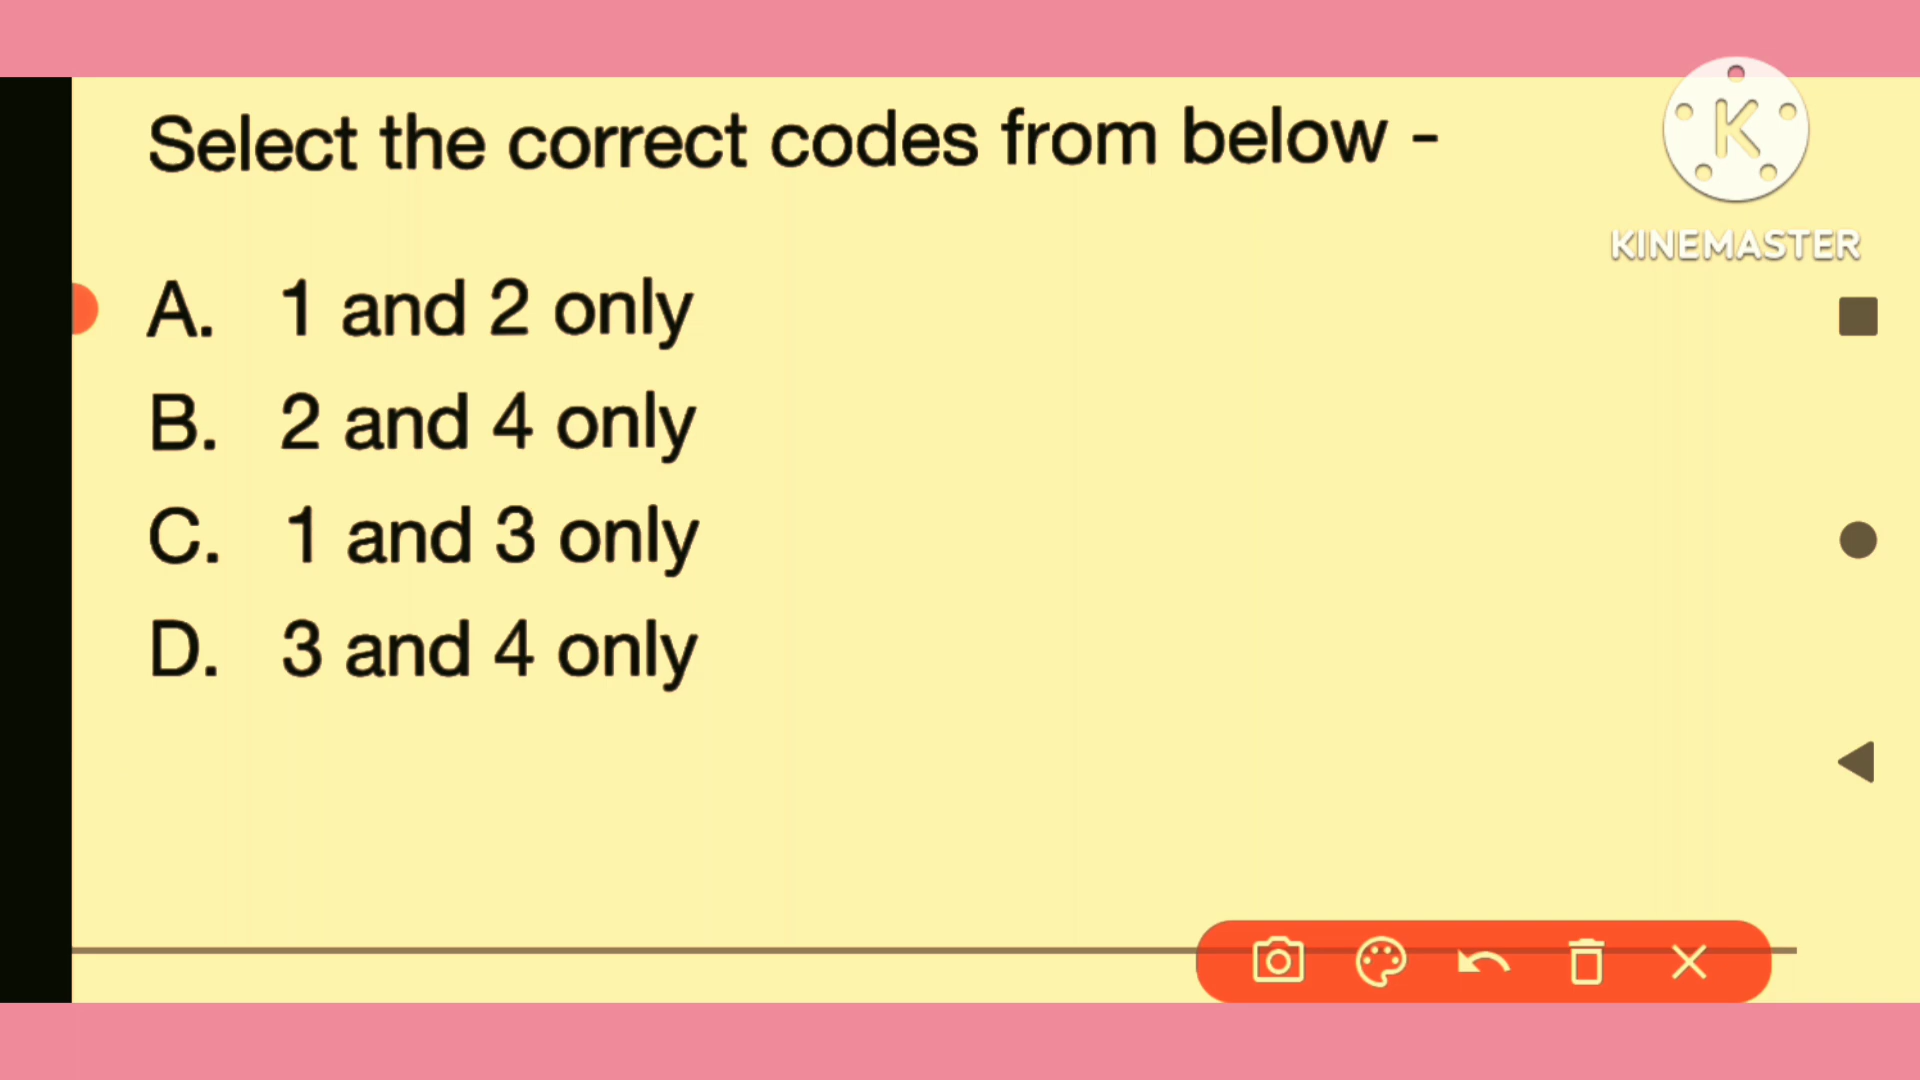 Select the correct codes from below -
K
KINEMASTER
A. 1 and 2 only
B. 2 and 4 only
C. 1 and 3 only
D. 3 and 4 only